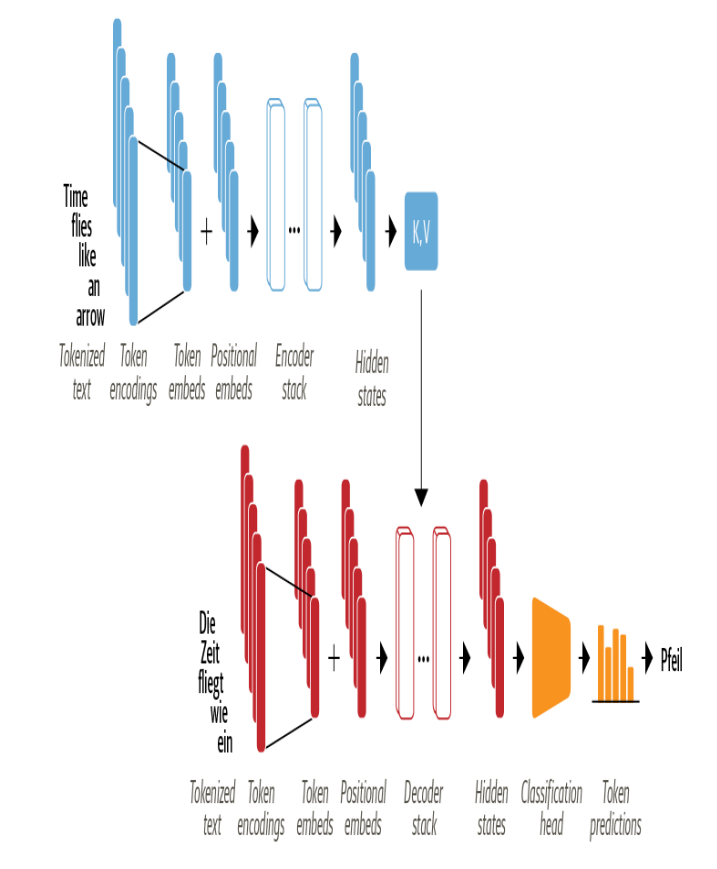 Time
flies
like
an
arrow
K,V
Tokenized
text
Token
encodings
Token
embeds
Positional
embeds
Encoder
stack
Hidden
states
Die
Zeit
fliegt
wie
ein
Pfeil
Tokenized
text
Token
encodings
Token
embeds
Positional
embeds
Decoder
stack
Hidden
states
Classification
head
Token
predictions